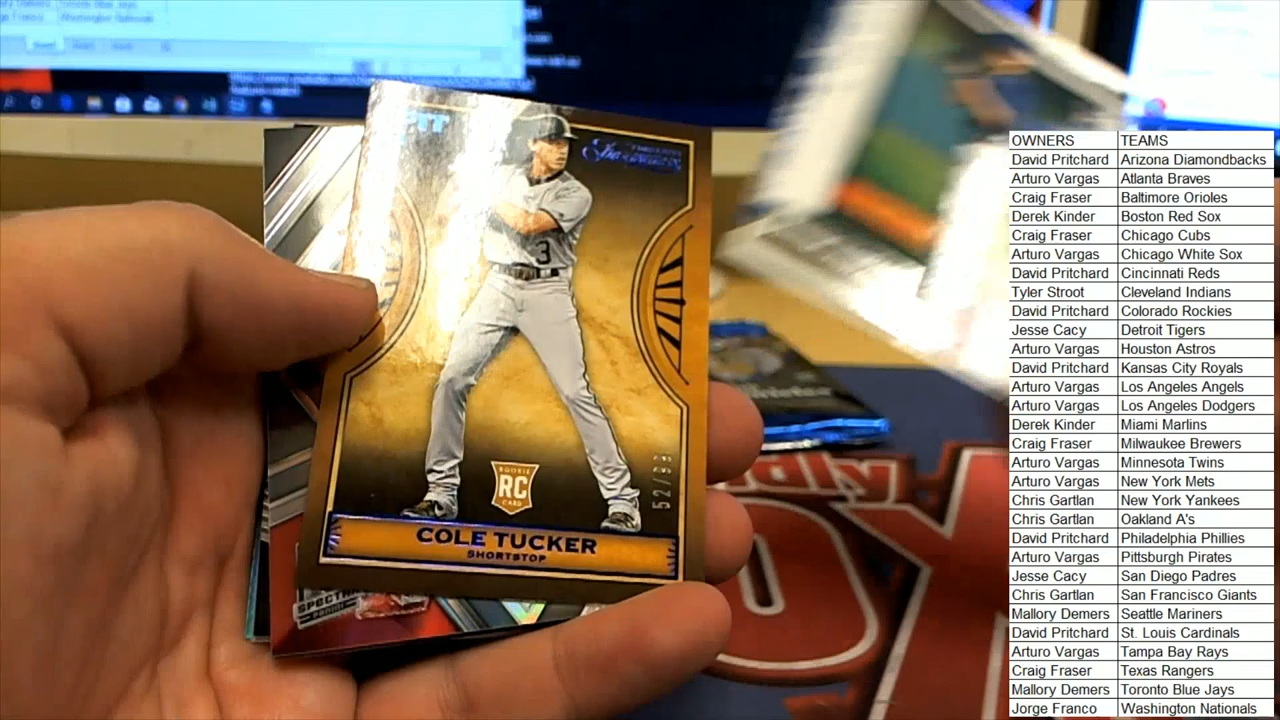 PIT
COLE TUCKER
SHORTSTOP
3
ROOKIE
RC
CARD
SPECTRA
PANINI
OWNERS TEAMS
David Pritchard Arizona Diamondbacks
Arturo Vargas Atlanta Braves
Craig Fraser Baltimore Orioles
Derek Kinder Boston Red Sox
Craig Fraser Chicago Cubs
Arturo Vargas Chicago White Sox
David Pritchard Cincinnati Reds
Tyler Stroot Cleveland Indians
David Pritchard Colorado Rockies
Jesse Cacy Detroit Tigers
Arturo Vargas Houston Astros
David Pritchard Kansas City Royals
Arturo Vargas Los Angeles Angels
Arturo Vargas Los Angeles Dodgers
Derek Kinder Miami Marlins
Craig Fraser Milwaukee Brewers
Arturo Vargas Minnesota Twins
Arturo Vargas New York Mets
Chris Gartlan New York Yankees
Chris Gartlan Oakland A's
David Pritchard Philadelphia Phillies
Arturo Vargas Pittsburgh Pirates
Jesse Cacy San Diego Padres
Chris Gartlan San Francisco Giants
Mallory Demers Seattle Mariners
David Pritchard St. Louis Cardinals
Arturo Vargas Tampa Bay Rays
Craig Fraser Texas Rangers
Mallory Demers Toronto Blue Jays
Jorge Franco Washington Nationals